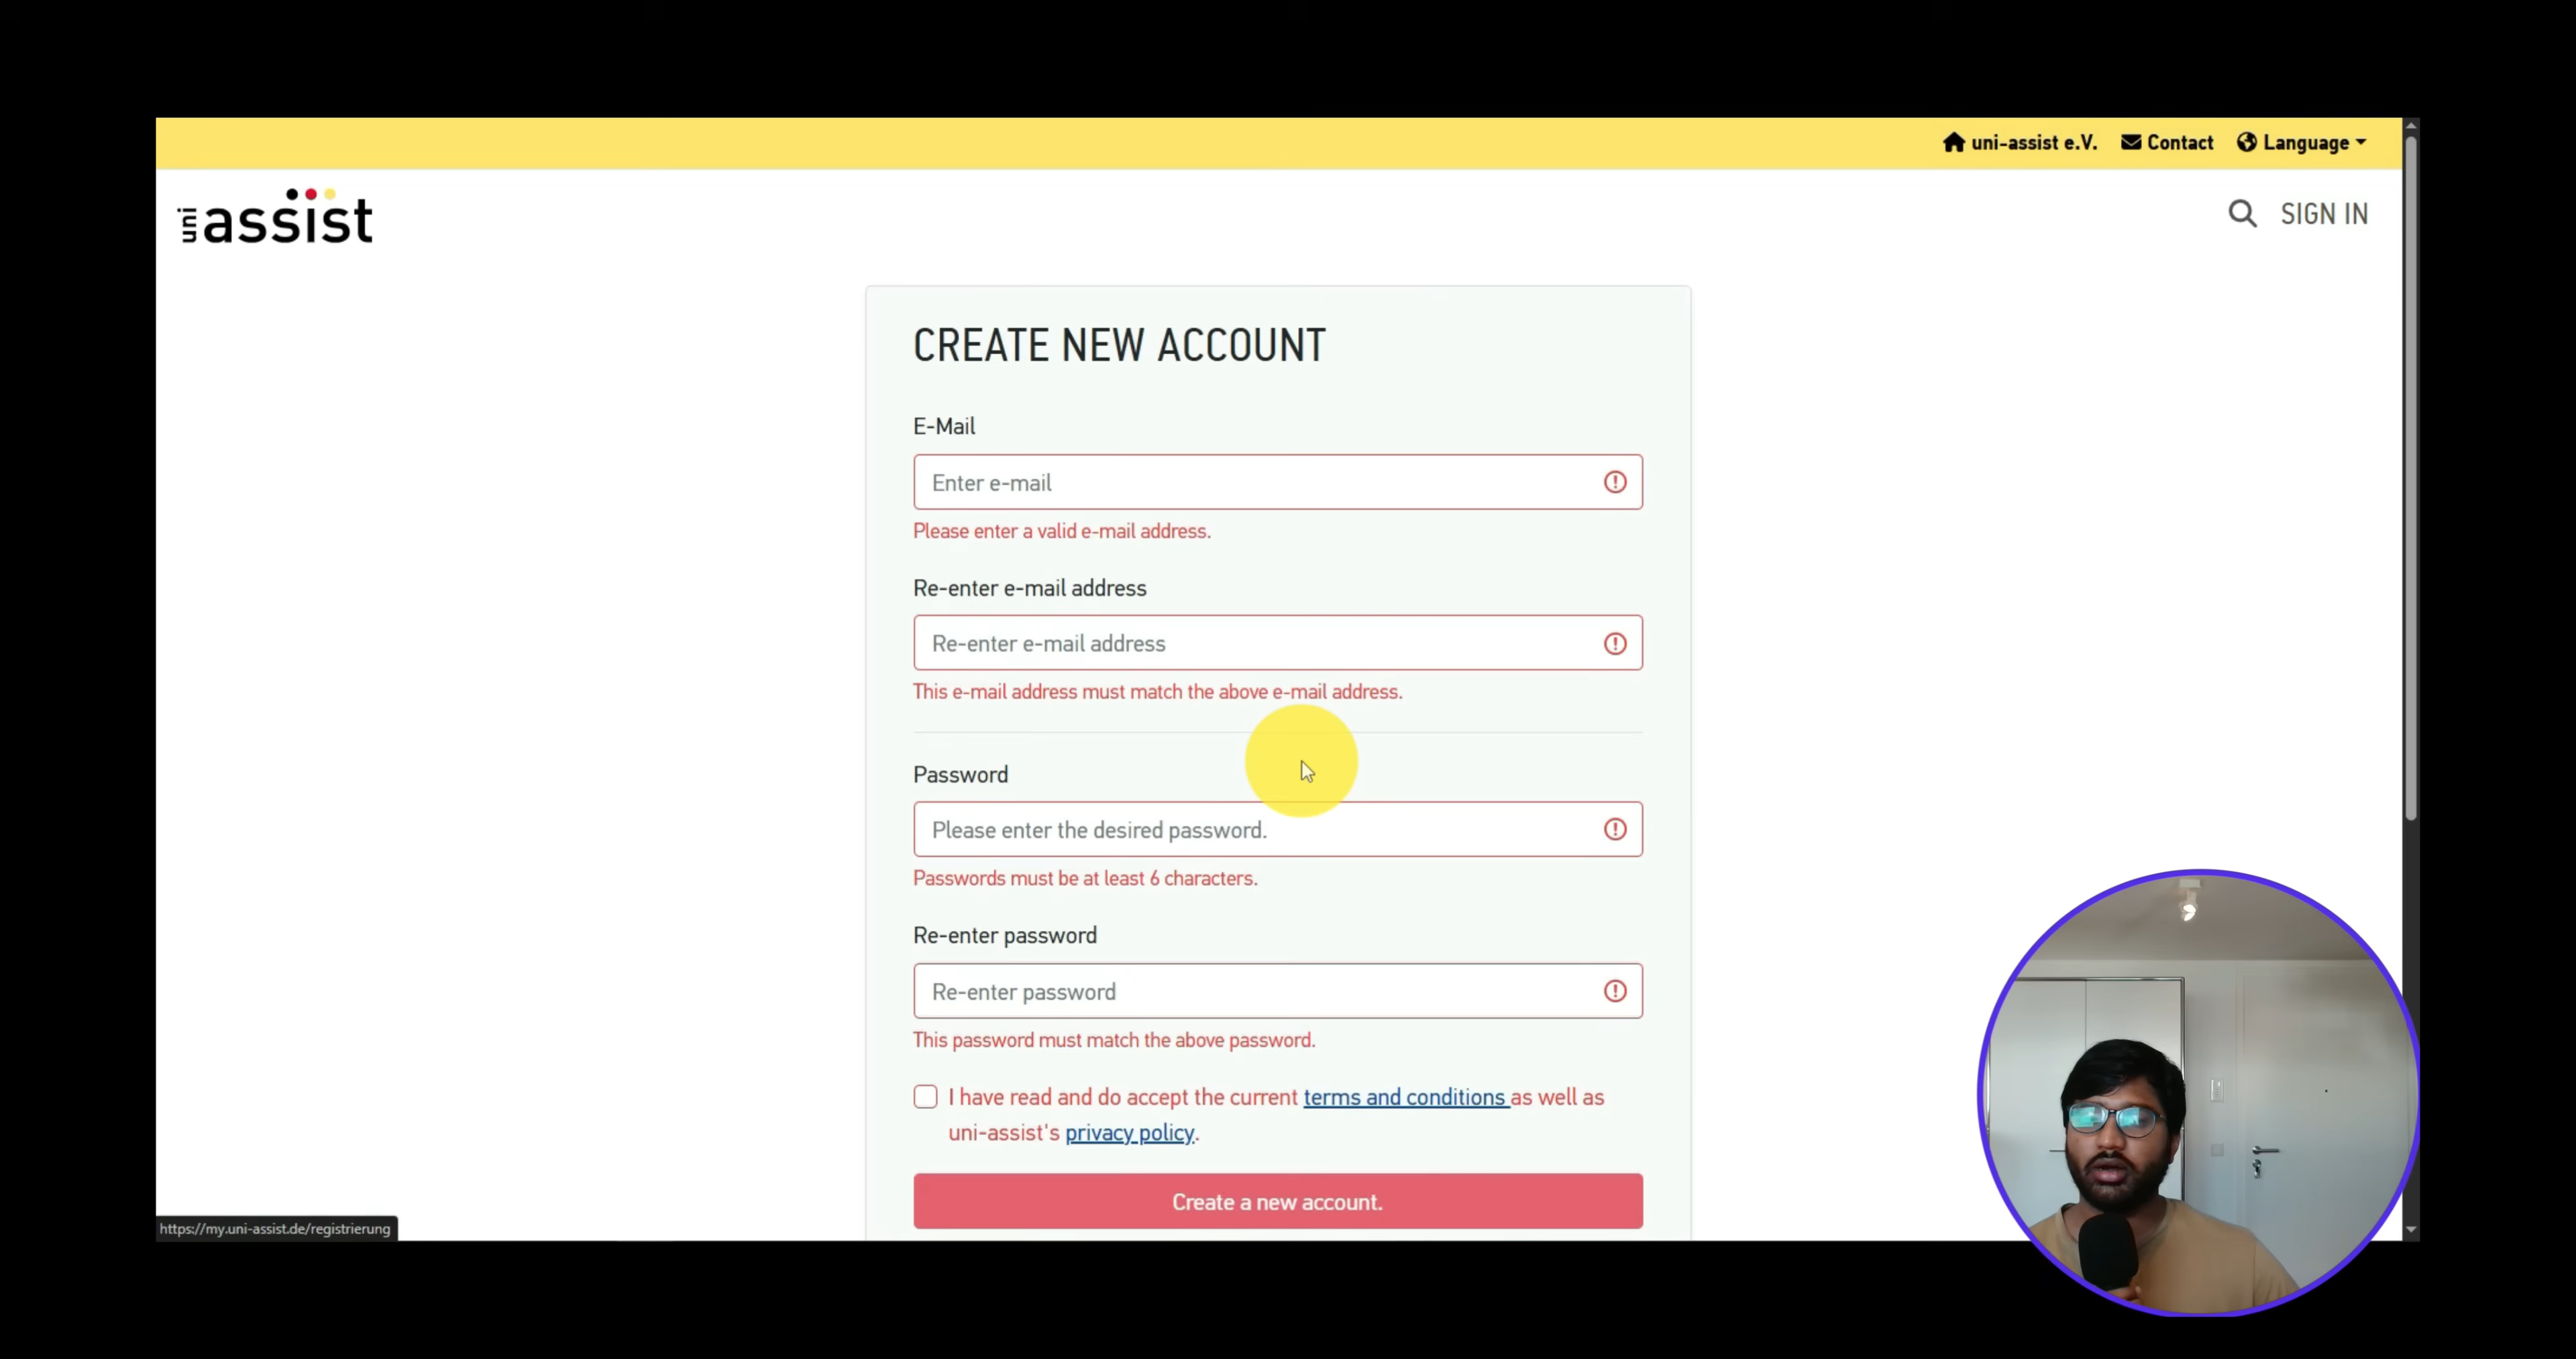 uni-assist e.V. Contact Language
uni assist
SIGN IN
CREATE NEW ACCOUNT
E-Mail
Enter e-mail
Please enter a valid e-mail address.
Re-enter e-mail address
Re-enter e-mail address
This e-mail address must match the above e-mail address.
Password
Please enter the desired password.
Passwords must be at least 6 characters.
Re-enter password
Re-enter password
This password must match the above password.
I have read and do accept the current terms and conditions as well as
uni-assist's privacy policy.
Create a new account.
https://my.uni-assist.de/registrierung